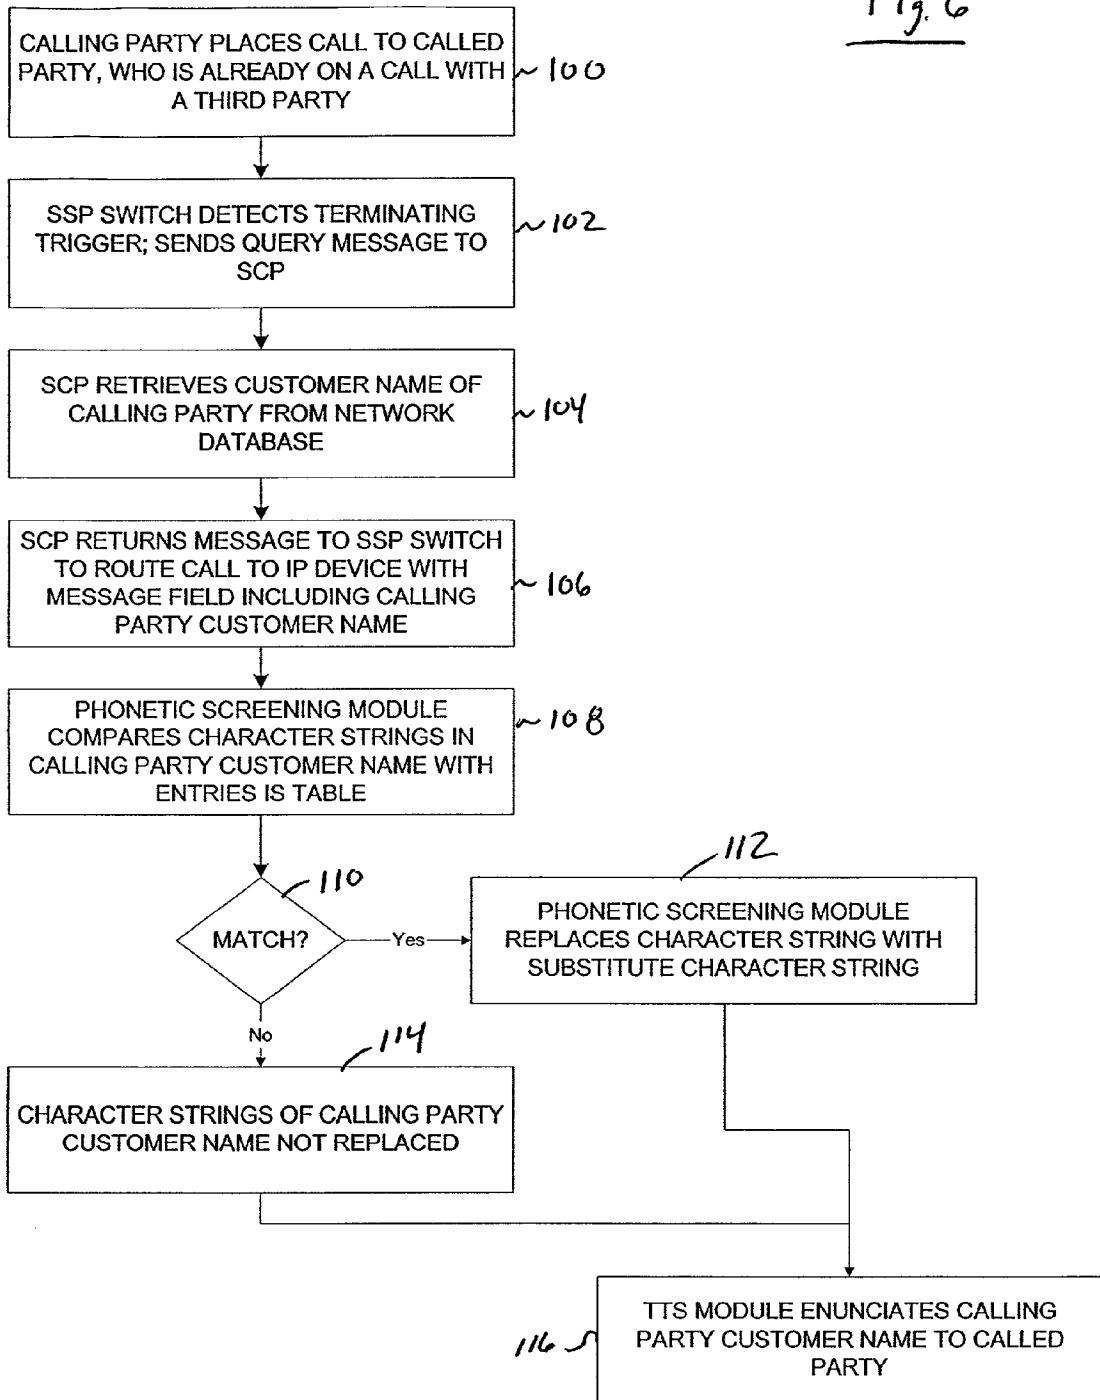 Fig. 6
CALLING PARTY PLACES CALL TO CALLED
PARTY, WHO IS ALREADY ON A CALL WITH
A THIRD PARTY
100
SSP SWITCH DETECTS TERMINATING
TRIGGER; SENDS QUERY MESSAGE TO
SCP
102
SCP RETRIEVES CUSTOMER NAME OF
CALLING PARTY FROM NETWORK
DATABASE
104
SCP RETURNS MESSAGE TO SSP SWITCH
TO ROUTE CALL TO IP DEVICE WITH
MESSAGE FIELD INCLUDING CALLING
PARTY CUSTOMER NAME
106
PHONETIC SCREENING MODULE
COMPARES CHARACTER STRINGS IN
CALLING PARTY CUSTOMER NAME WITH
ENTRIES IS TABLE
108
110
MATCH?
Yes
112
PHONETIC SCREENING MODULE
REPLACES CHARACTER STRING WITH
SUBSTITUTE CHARACTER STRING
No
114
CHARACTER STRINGS OF CALLING PARTY
CUSTOMER NAME NOT REPLACED
TTS MODULE ENUNCIATES CALLING
PARTY CUSTOMER NAME TO CALLED
PARTY
116